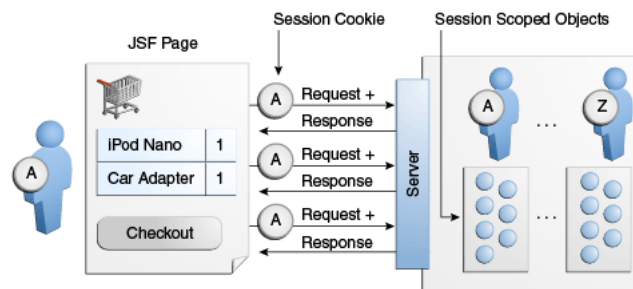 Session Cookie
Session Scoped Objects
JSF Page
A
Request +
Response
A
Request +
Response
A
Request +
Response
iPod Nano 1
Car Adapter 1
Checkout
A
Server
A
Z
...
...